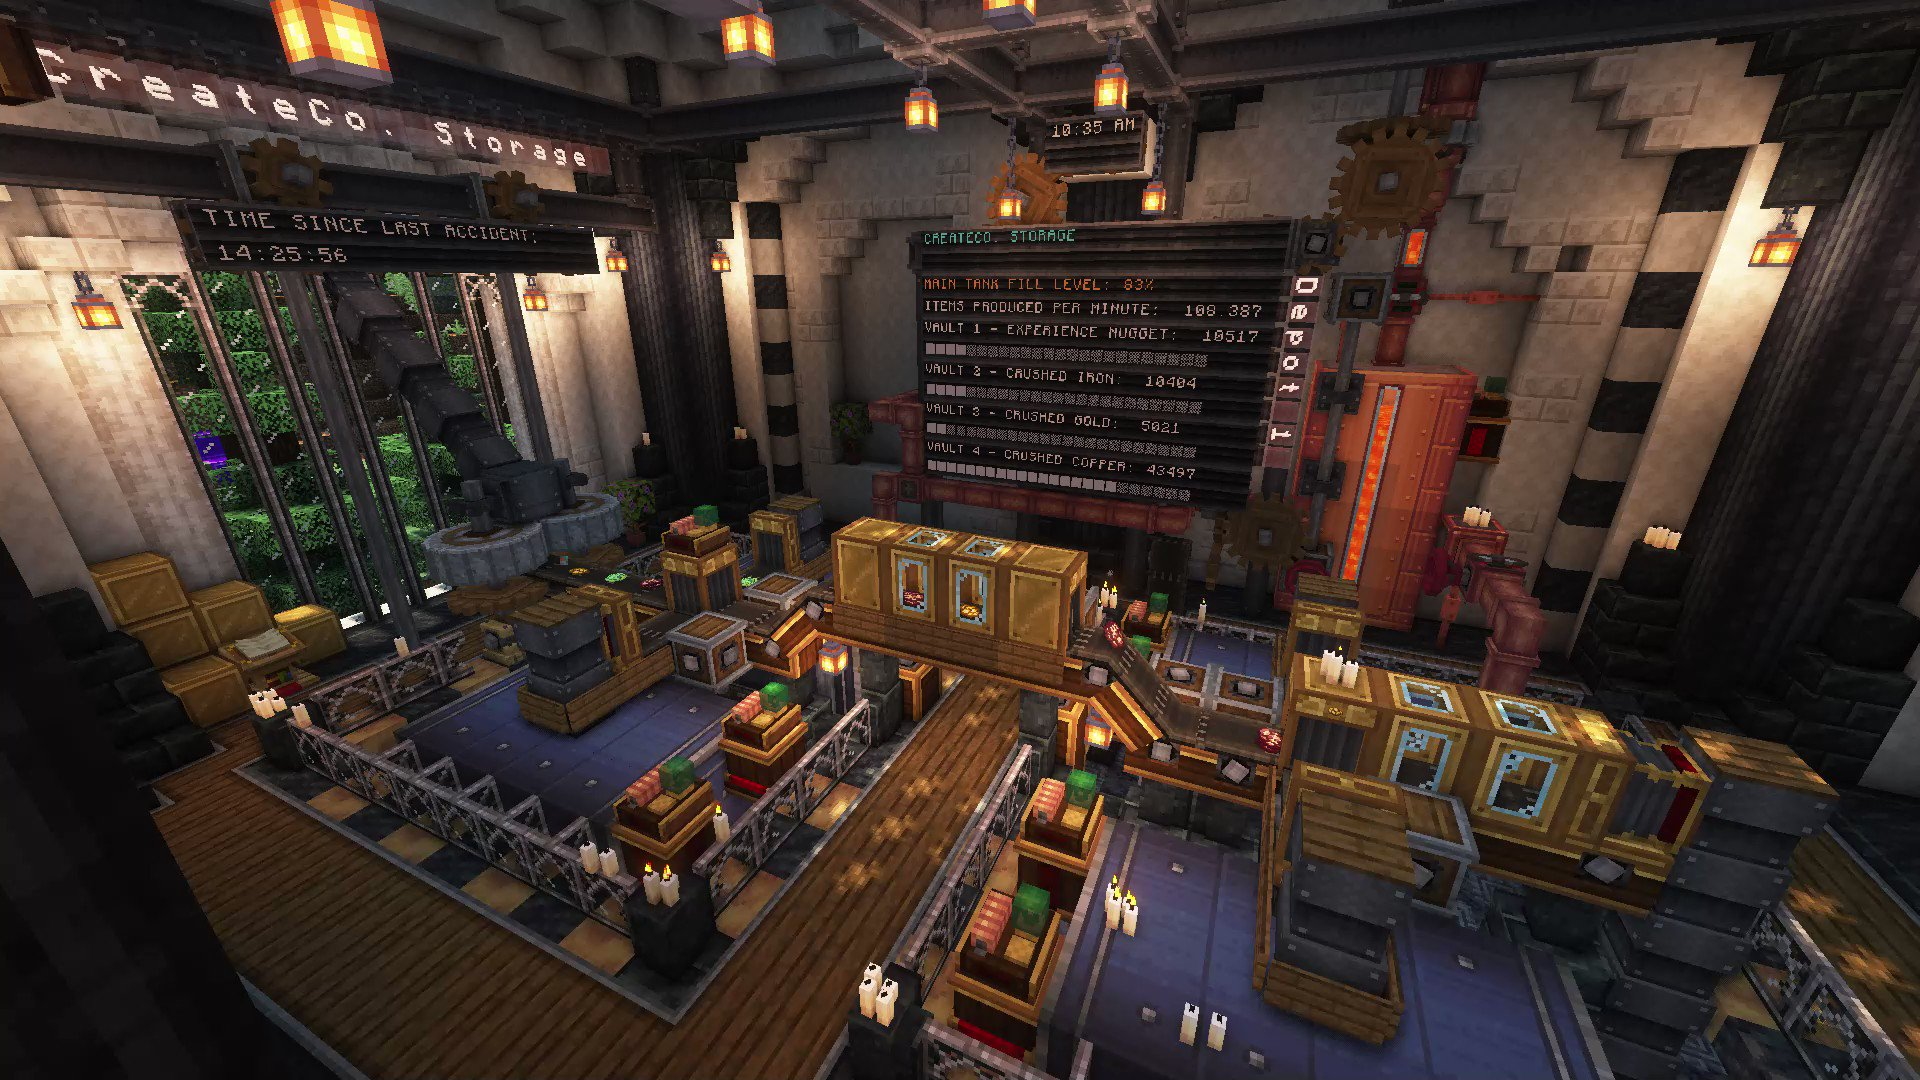 CreateCo. Storage
TIME SINCE LAST ACCIDENT:
14:25:56
10:35 AM
CREATECO. STORAGE
MAIN TANK FILL LEVEL: 83%
ITEMS PRODUCED PER MINUTE: 108.387
VAULT 1 - EXPERIENCE NUGGET: 10517
VAULT 2 - CRUSHED IRON: 10404
VAULT 3 - CRUSHED GOLD: 5021
VAULT 4 - CRUSHED COPPER: 43497
Depot 1